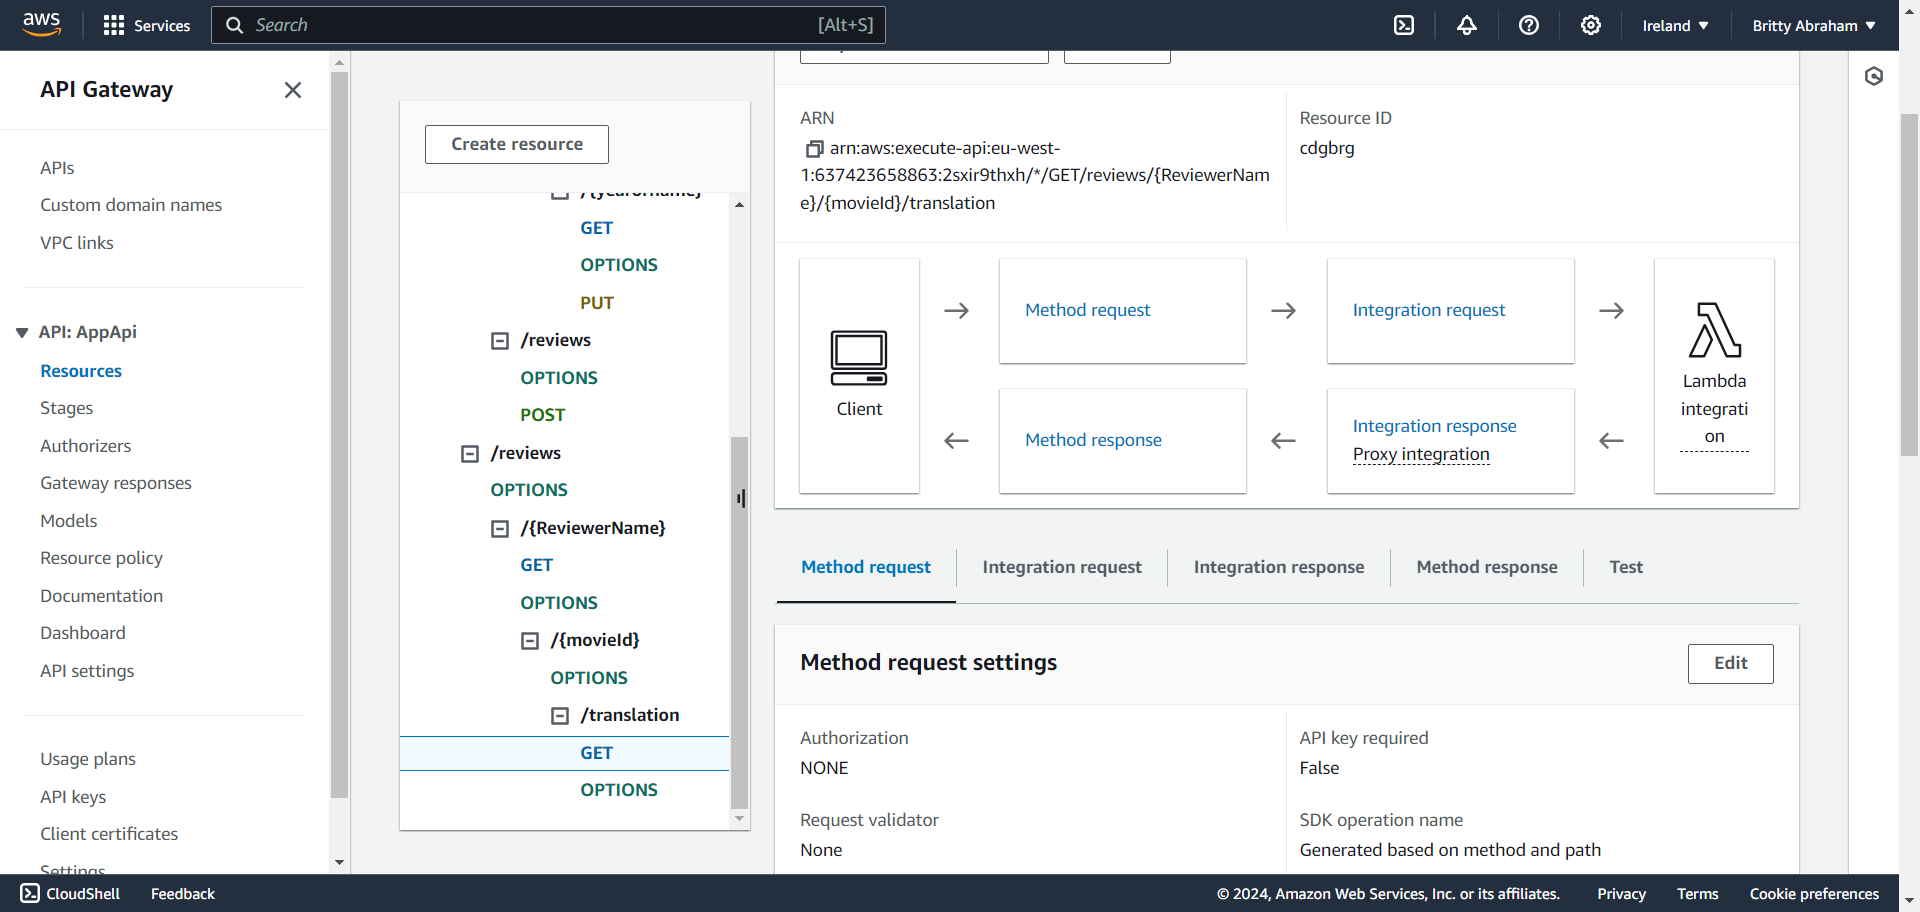 aws
Services
Search
[Alt+S]
Ireland
Britty Abraham
API Gateway
APIs
Custom domain names
VPC links
API: AppApi
Resources
Stages
Authorizers
Gateway responses
Models
Resource policy
Documentation
Dashboard
API settings
Usage plans
API keys
Client certificates
Settings
Create resource
/{yearorname}
GET
OPTIONS
PUT
/reviews
OPTIONS
POST
/reviews
OPTIONS
/{ReviewerName}
GET
OPTIONS
/{movieId}
OPTIONS
/translation
GET
OPTIONS
ARN
arn:aws:execute-api:eu-west-
1:637423658863:2sxir9thxh/*/GET/reviews/{ReviewerNam
e}/{movieId}/translation
Resource ID
cdgbrg
Client
Method request
Integration request
Lambda
integrati
on
Method response
Integration response
Proxy integration
Method request
Integration request
Integration response
Method response
Test
Method request settings
Edit
Authorization
NONE
API key required
False
Request validator
None
SDK operation name
Generated based on method and path
CloudShell
Feedback
© 2024, Amazon Web Services, Inc. or its affiliates.
Privacy
Terms
Cookie preferences